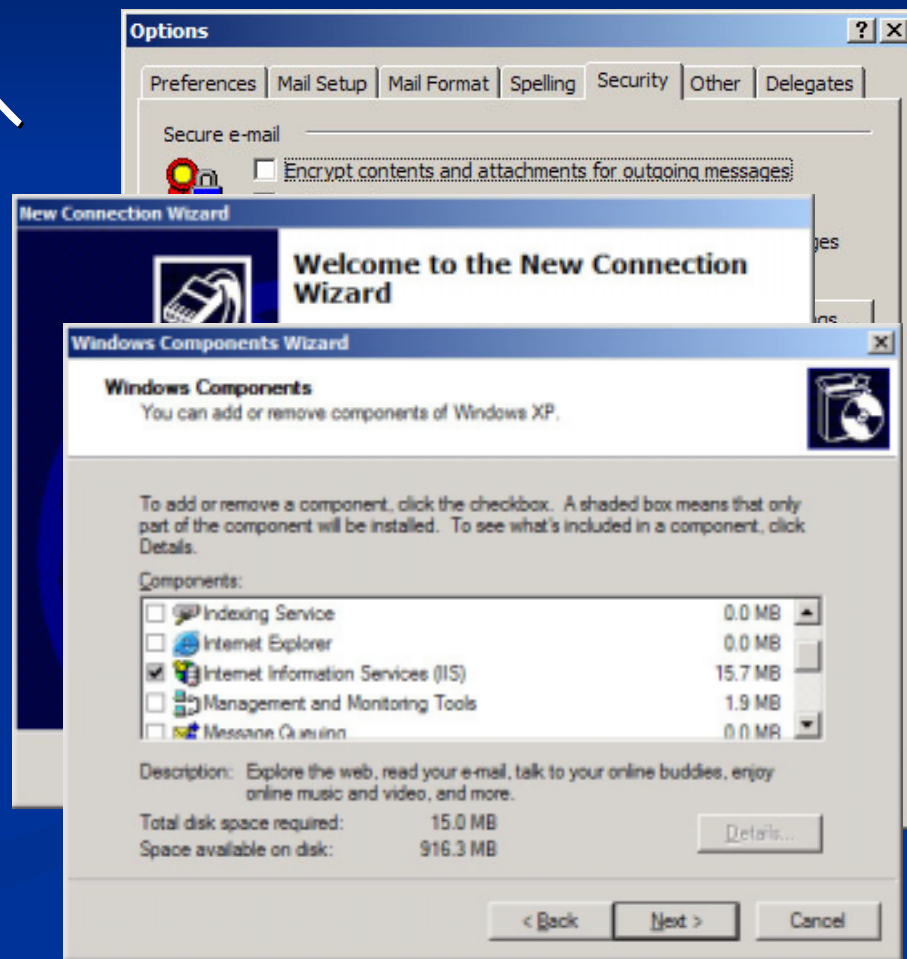 Options
Preferences Mail Setup Mail Format Spelling Security Other Delegates
Secure e-mail
Encrypt contents and attachments for outgoing messages
New Connection Wizard
Welcome to the New Connection
Wizard
Windows Components Wizard
Windows Components
You can add or remove components of Windows XP.
To add or remove a component, click the checkbox. A shaded box means that only
part of the component will be installed. To see what's included in a component, click
Details.
Components:
Indexing Service 0.0 MB
Internet Explorer 0.0 MB
Internet Information Services (IIS) 15.7 MB
Management and Monitoring Tools 1.9 MB
Message Queuing 0.0 MB
Description: Explore the web, read your e-mail, talk to your online buddies, enjoy
online music and video, and more.
Total disk space required: 15.0 MB
Space available on disk: 916.3 MB
Details...
< Back Next > Cancel